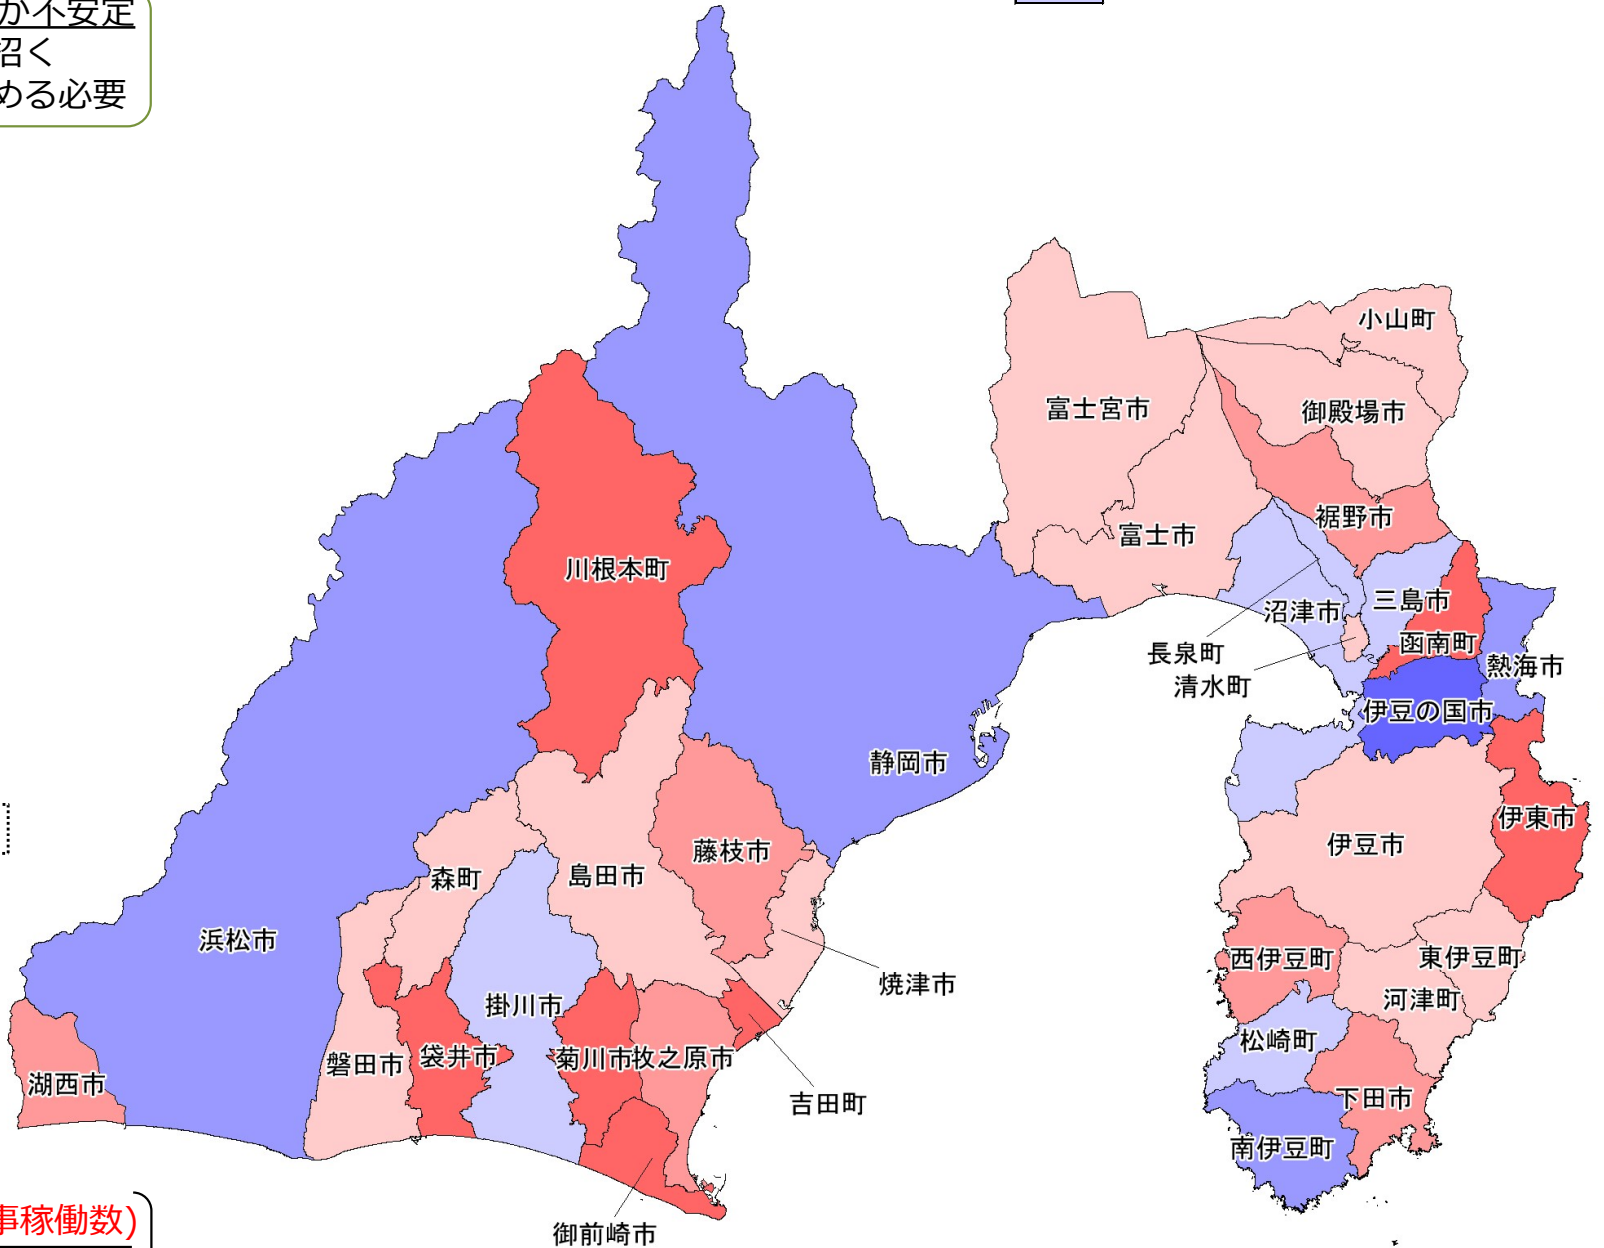 が不安定
招く
める必要
小山町
富士宮市
御殿場市
裾野市
富士市
川根本町
三島市
沼津市
函南町
長泉町
熱海市
清水町
伊豆の国市
静岡市
伊東市
伊豆市
藤枝市
島田市
森町
浜松市
西伊豆町
東伊豆町
焼津市
河津町
掛川市
松崎町
袋井市
菊川市
牧之原市
磐田市
湖西市
下田市
吉田町
南伊豆町
事稼働数)
御前崎市